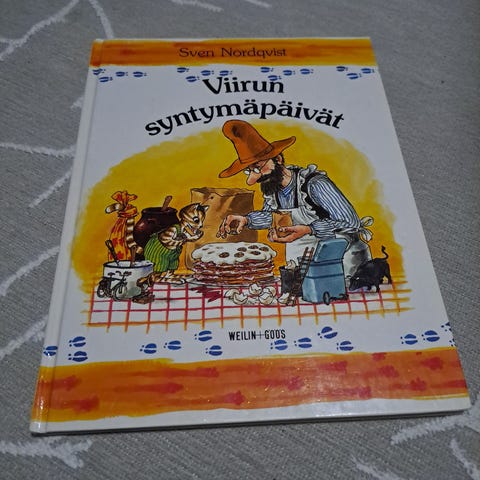 Sven Nordqvist
Viirun
syntymäpäivät
WEILIN+GÖÖS